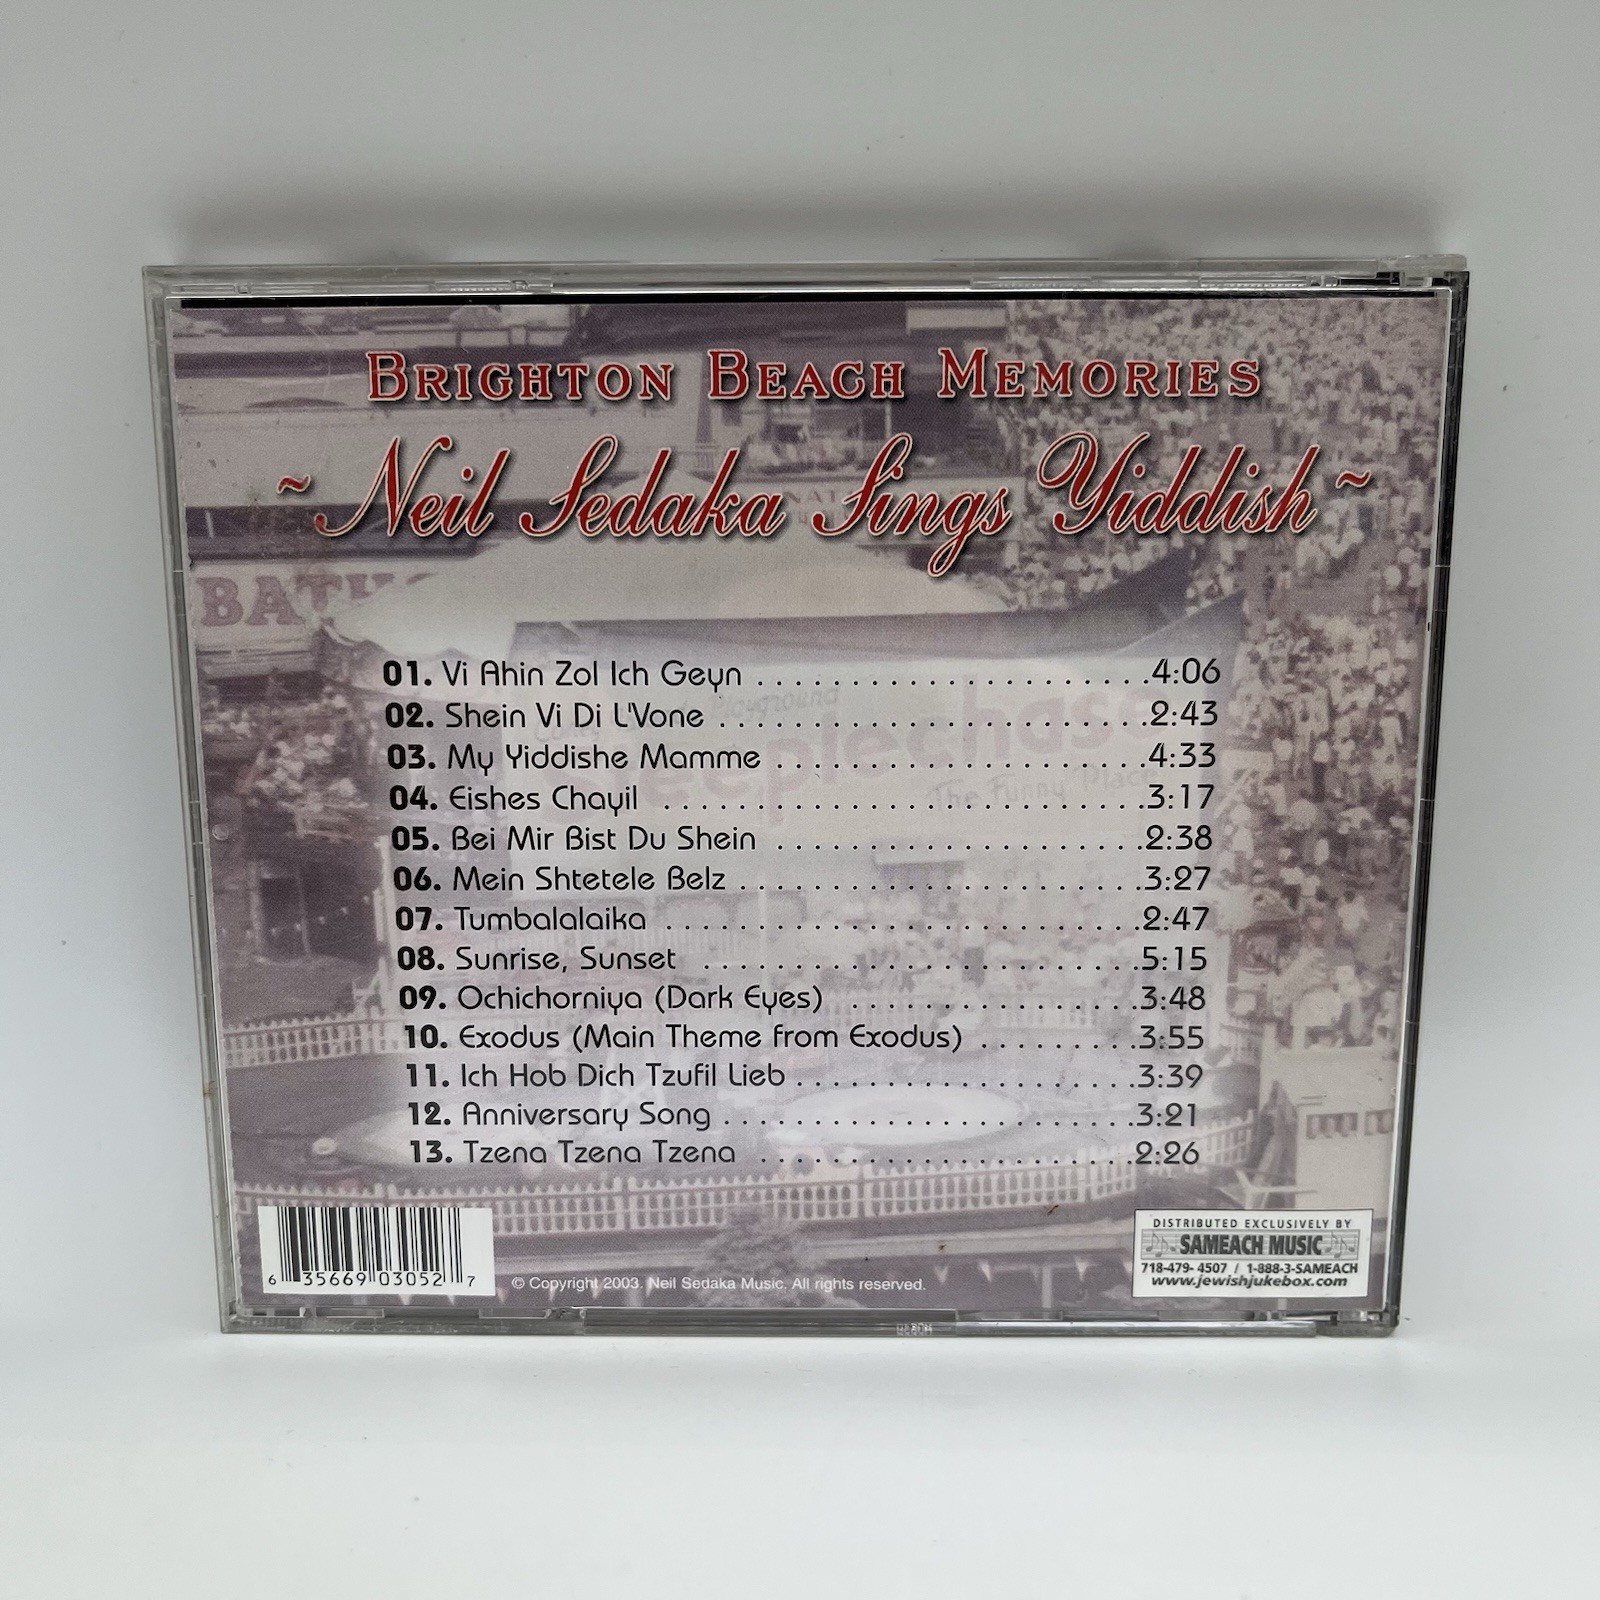 BRIGHTON BEACH MEMORIES
~ Neil Sedaka Sings Yiddish ~
BATHS
01. Vi Ahin Zol Ich Geyn . . . . . . . . . . . . . . . . . . . . . .4:06
02. Shein Vi Di L'Vone . . . . . . . . . . . . . . . . . . . . . . . .2:43
03. My Yiddishe Mamme . . . . . . . . . . . . . . . . . . . . .4:33
04. Eishes Chayil . . . . . . . . . . . . . . . . . . . . . . . . . . .3:17
05. Bei Mir Bist Du Shein . . . . . . . . . . . . . . . . . . . . .2:38
06. Mein Shtetele Belz . . . . . . . . . . . . . . . . . . . . . . .3:27
07. Tumbalalaika . . . . . . . . . . . . . . . . . . . . . . . . . . .2:47
08. Sunrise, Sunset . . . . . . . . . . . . . . . . . . . . . . . . .5:15
09. Ochichorniya (Dark Eyes) . . . . . . . . . . . . . . . . .3:48
10. Exodus (Main Theme from Exodus) . . . . . . . . . .3:55
11. Ich Hob Dich Tzufil Lieb . . . . . . . . . . . . . . . . . . . .3:39
12. Anniversary Song . . . . . . . . . . . . . . . . . . . . . . . .3:21
13. Tzena Tzena Tzena . . . . . . . . . . . . . . . . . . . . . .2:26
Playground
eeplechase
The Funny Place
6 35669 03052 7
© Copyright 2003. Neil Sedaka Music. All rights reserved.
DISTRIBUTED EXCLUSIVELY BY
SAMEACH MUSIC
718-479- 4507 / 1-888-3-SAMEACH
www.jewishjukebox.com